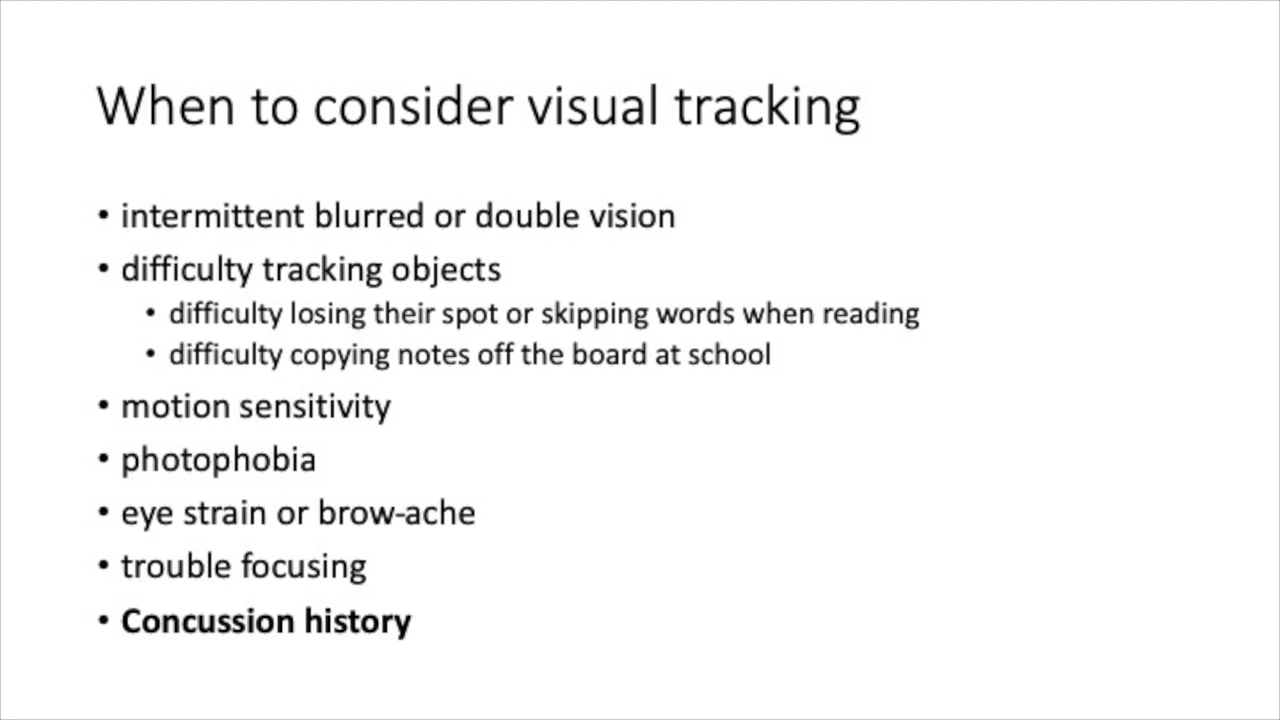 When to consider visual tracking
• intermittent blurred or double vision
• difficulty tracking objects
• difficulty losing their spot or skipping words when reading
• difficulty copying notes off the board at school
• motion sensitivity
• photophobia
• eye strain or brow-ache
• trouble focusing
• Concussion history